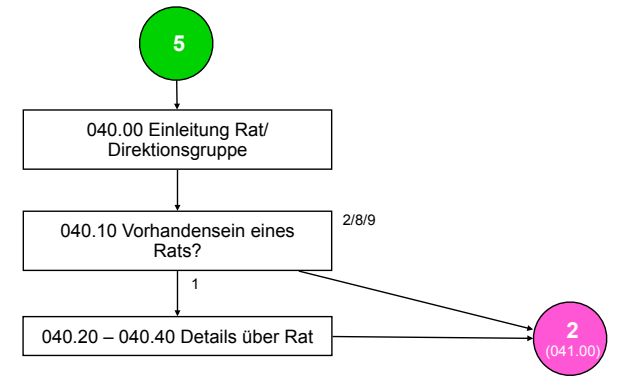 5
040.00 Einleitung Rat/
Direktionsgruppe
040.10 Vorhandensein eines
Rats?
2/8/9
1
040.20 – 040.40 Details über Rat
2
(041.00)